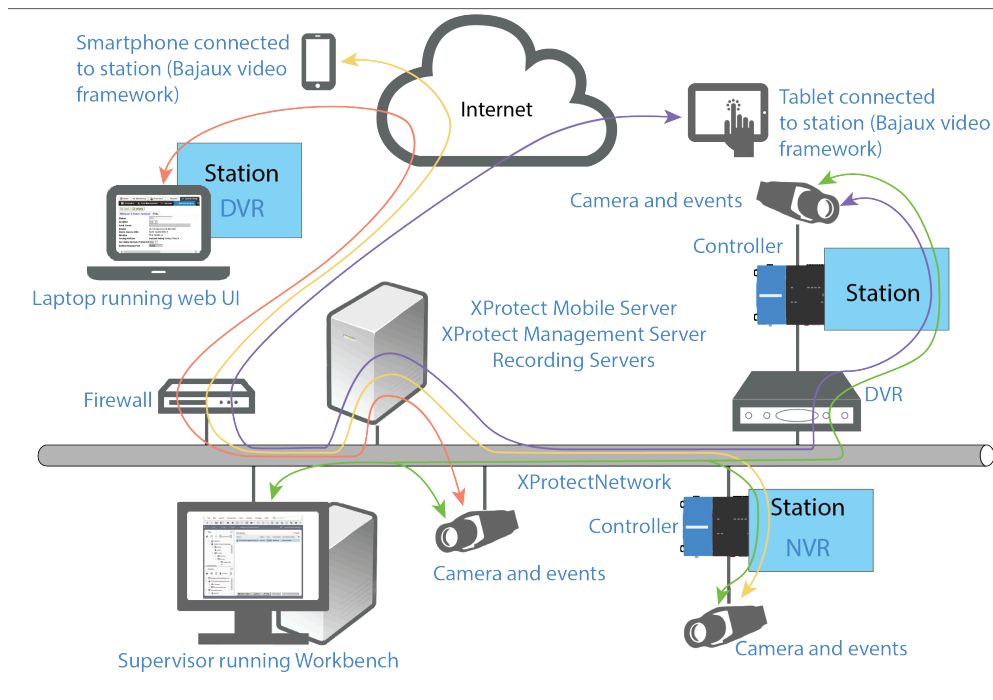 Smartphone connected
to station (Bajaux video
framework)
Internet
Tablet connected
to station (Bajaux video
framework)
Station
DVR
Camera and events
Controller
Station
Laptop running web UI
XProtect Mobile Server
XProtect Management Server
Recording Servers
Firewall
DVR
XProtectNetwork
Controller
Station
NVR
Camera and events
Camera and events
Supervisor running Workbench